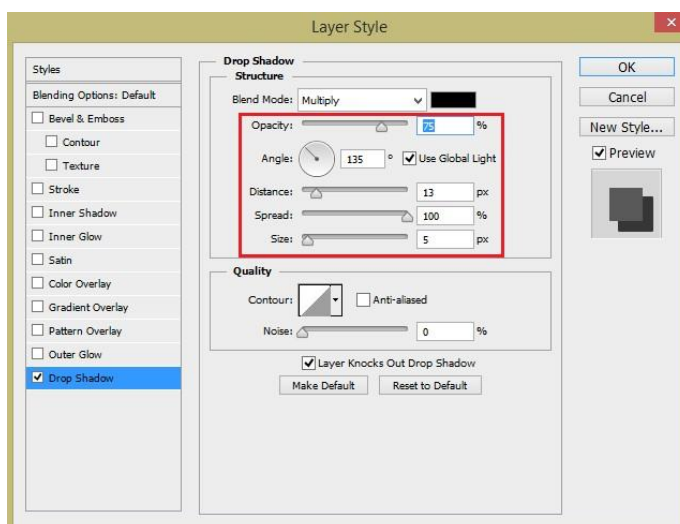 Layer Style
×
Styles
Blending Options: Default
Bevel & Emboss
Contour
Texture
Stroke
Inner Shadow
Inner Glow
Satin
Color Overlay
Gradient Overlay
Pattern Overlay
Outer Glow
Drop Shadow
Drop Shadow
Structure
Blend Mode: Multiply
Opacity: 75 %
Angle: 135 ° Use Global Light
Distance: 13 px
Spread: 100 %
Size: 5 px
Quality
Contour: Anti-aliased
Noise: 0 %
Layer Knocks Out Drop Shadow
Make Default Reset to Default
OK
Cancel
New Style...
Preview